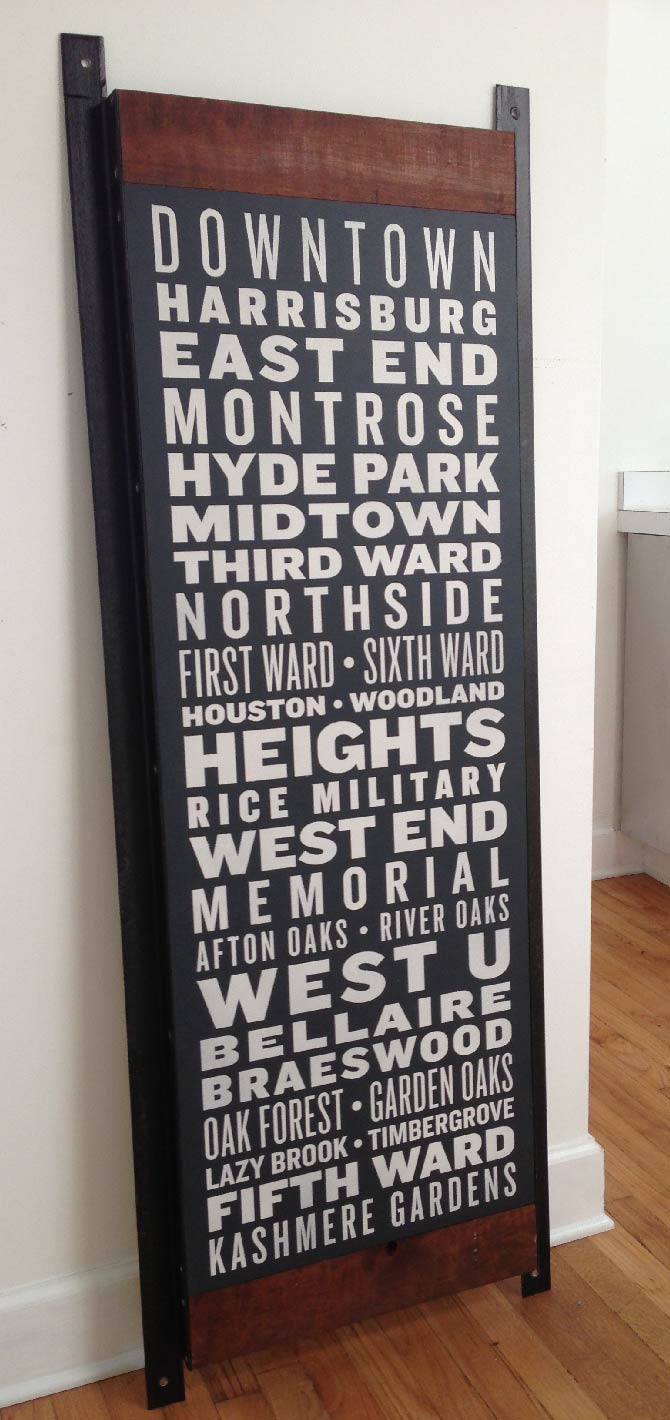 DOWNTOWN
HARRISBURG
EAST END
MONTROSE
HYDE PARK
MIDTOWN
THIRD WARD
NORTHSIDE
FIRST WARD • SIXTH WARD
HOUSTON • WOODLAND
HEIGHTS
RICE MILITARY
WEST END
MEMORIAL
AFTON OAKS • RIVER OAKS
WEST U
BELLAIRE
BRAESWOOD
OAK FOREST • GARDEN OAKS
LAZY BROOK • TIMBERGROVE
FIFTH WARD
KASHMERE GARDENS